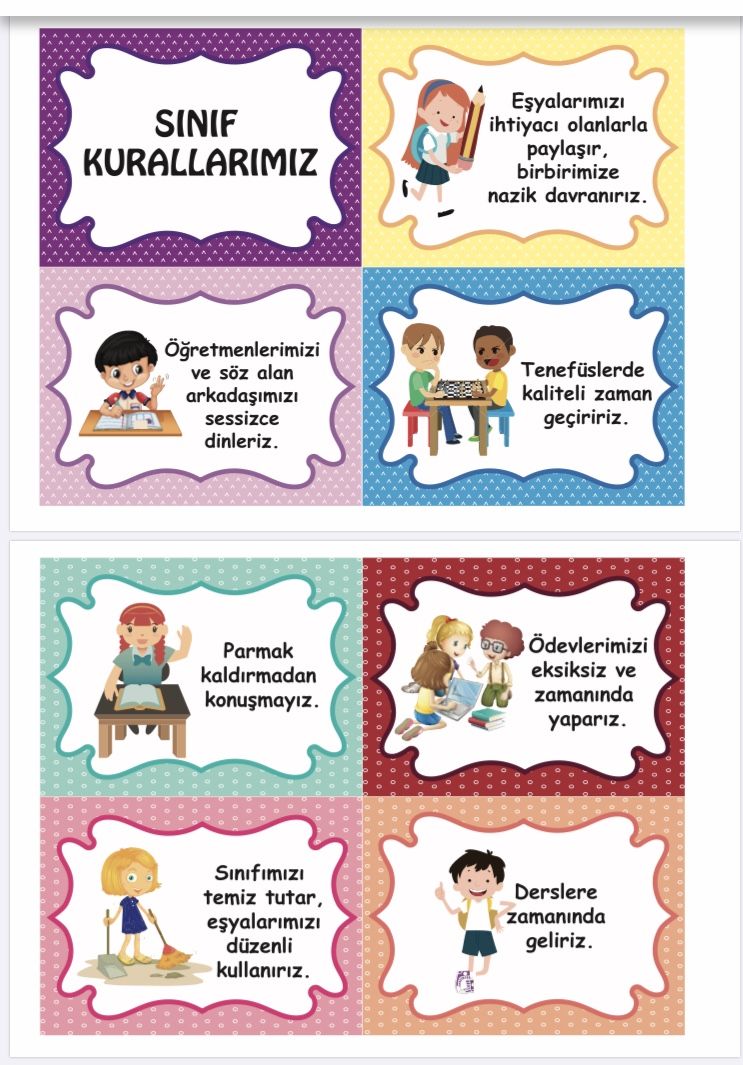 SINIF
KURALLARIMIZ
Eşyalarımızı
ihtiyacı olanlarla
paylaşır,
birbirimize
nazik davranırız.
Öğretmenlerimizi
ve söz alan
arkadaşımızı
sessizce
dinleriz.
Tenefüslerde
kaliteli zaman
geçiririz.
Parmak
kaldırmadan
konuşmayız.
Ödevlerimizi
eksiksiz ve
zamanında
yaparız.
Sınıfımızı
temiz tutar,
eşyalarımızı
düzenli
kullanırız.
Derslere
zamanında
geliriz.